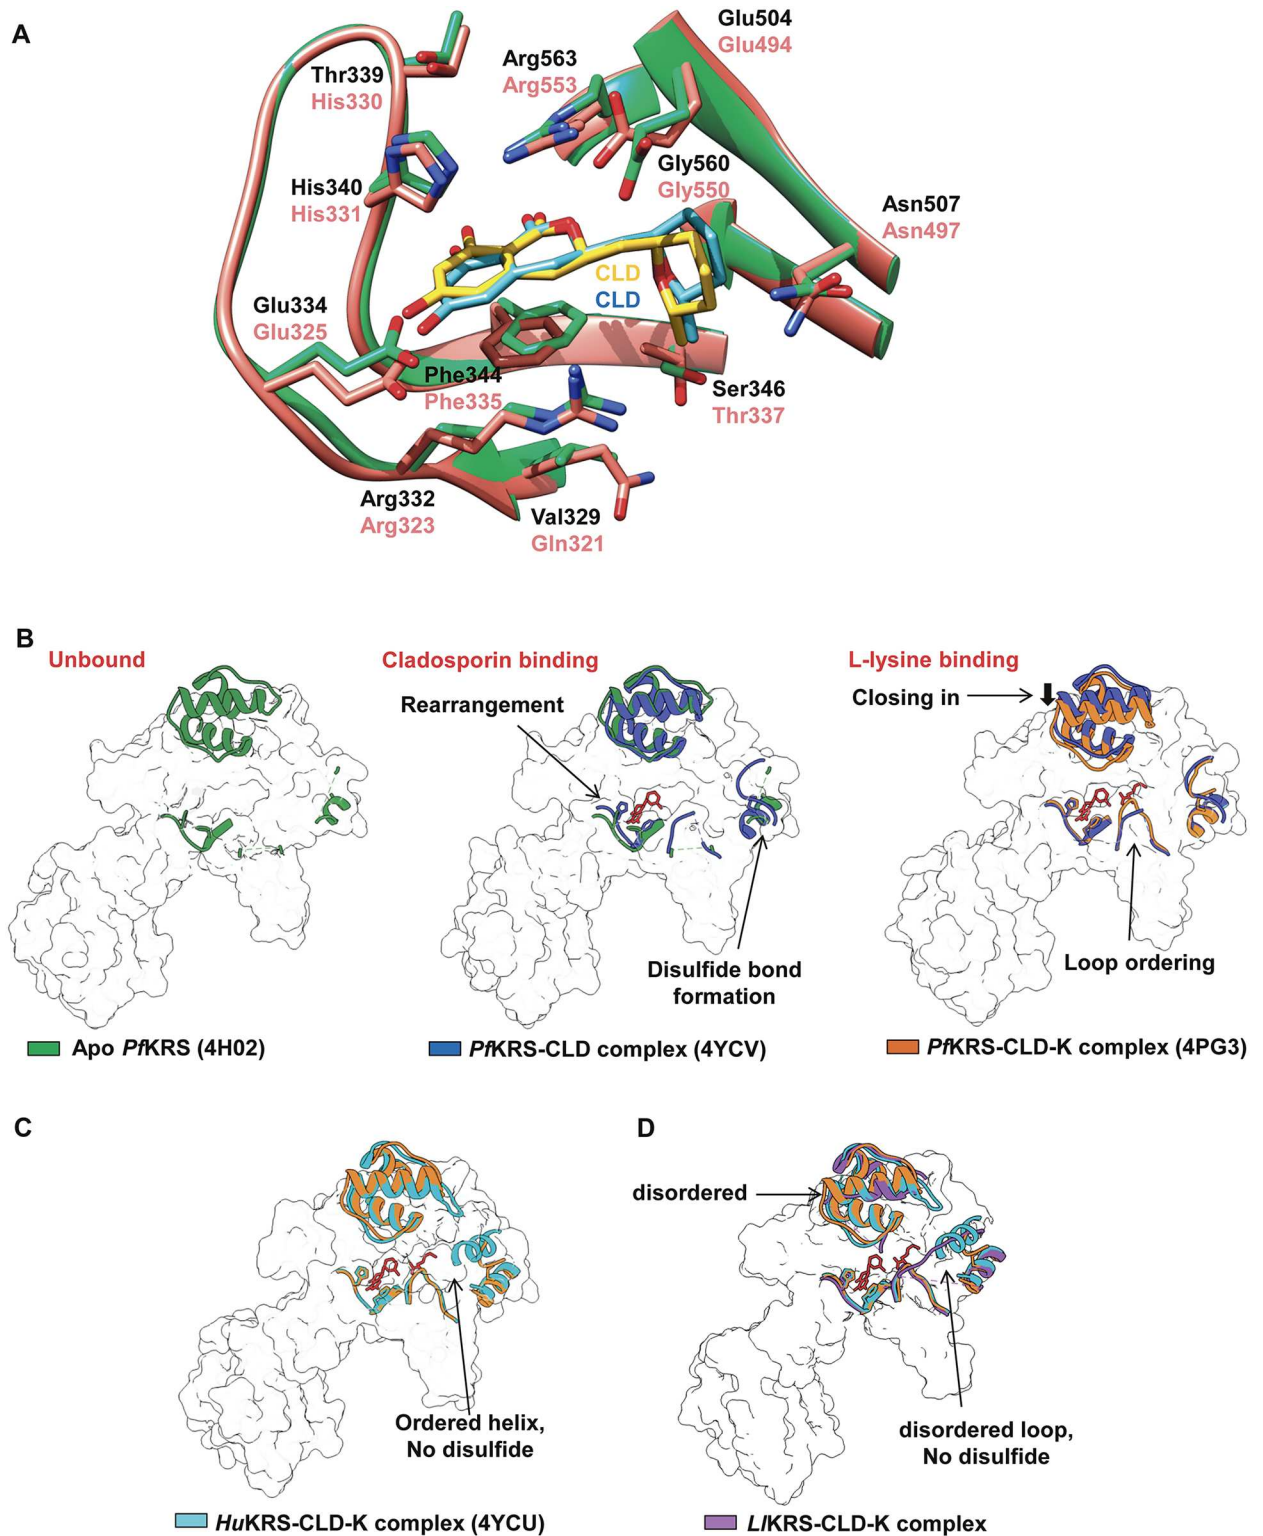 A
Glu504
Glu494
Arg563
Arg553
Thr339
His330
Gly560
Gly550
His340
His331
Asn507
Asn497
CLD
CLD
Glu334
Glu325
Phe344
Phe335
Ser346
Thr337
Arg332
Arg323
Val329
Gln321
B
Unbound
Cladosporin binding
L-lysine binding
Rearrangement
Closing in
Disulfide bond
formation
Loop ordering
Apo PfKRS (4H02)
PfKRS-CLD complex (4YCV)
PfKRS-CLD-K complex (4PG3)
C
D
disordered
Ordered helix,
No disulfide
disordered loop,
No disulfide
HuKRS-CLD-K complex (4YCU)
LlKRS-CLD-K complex